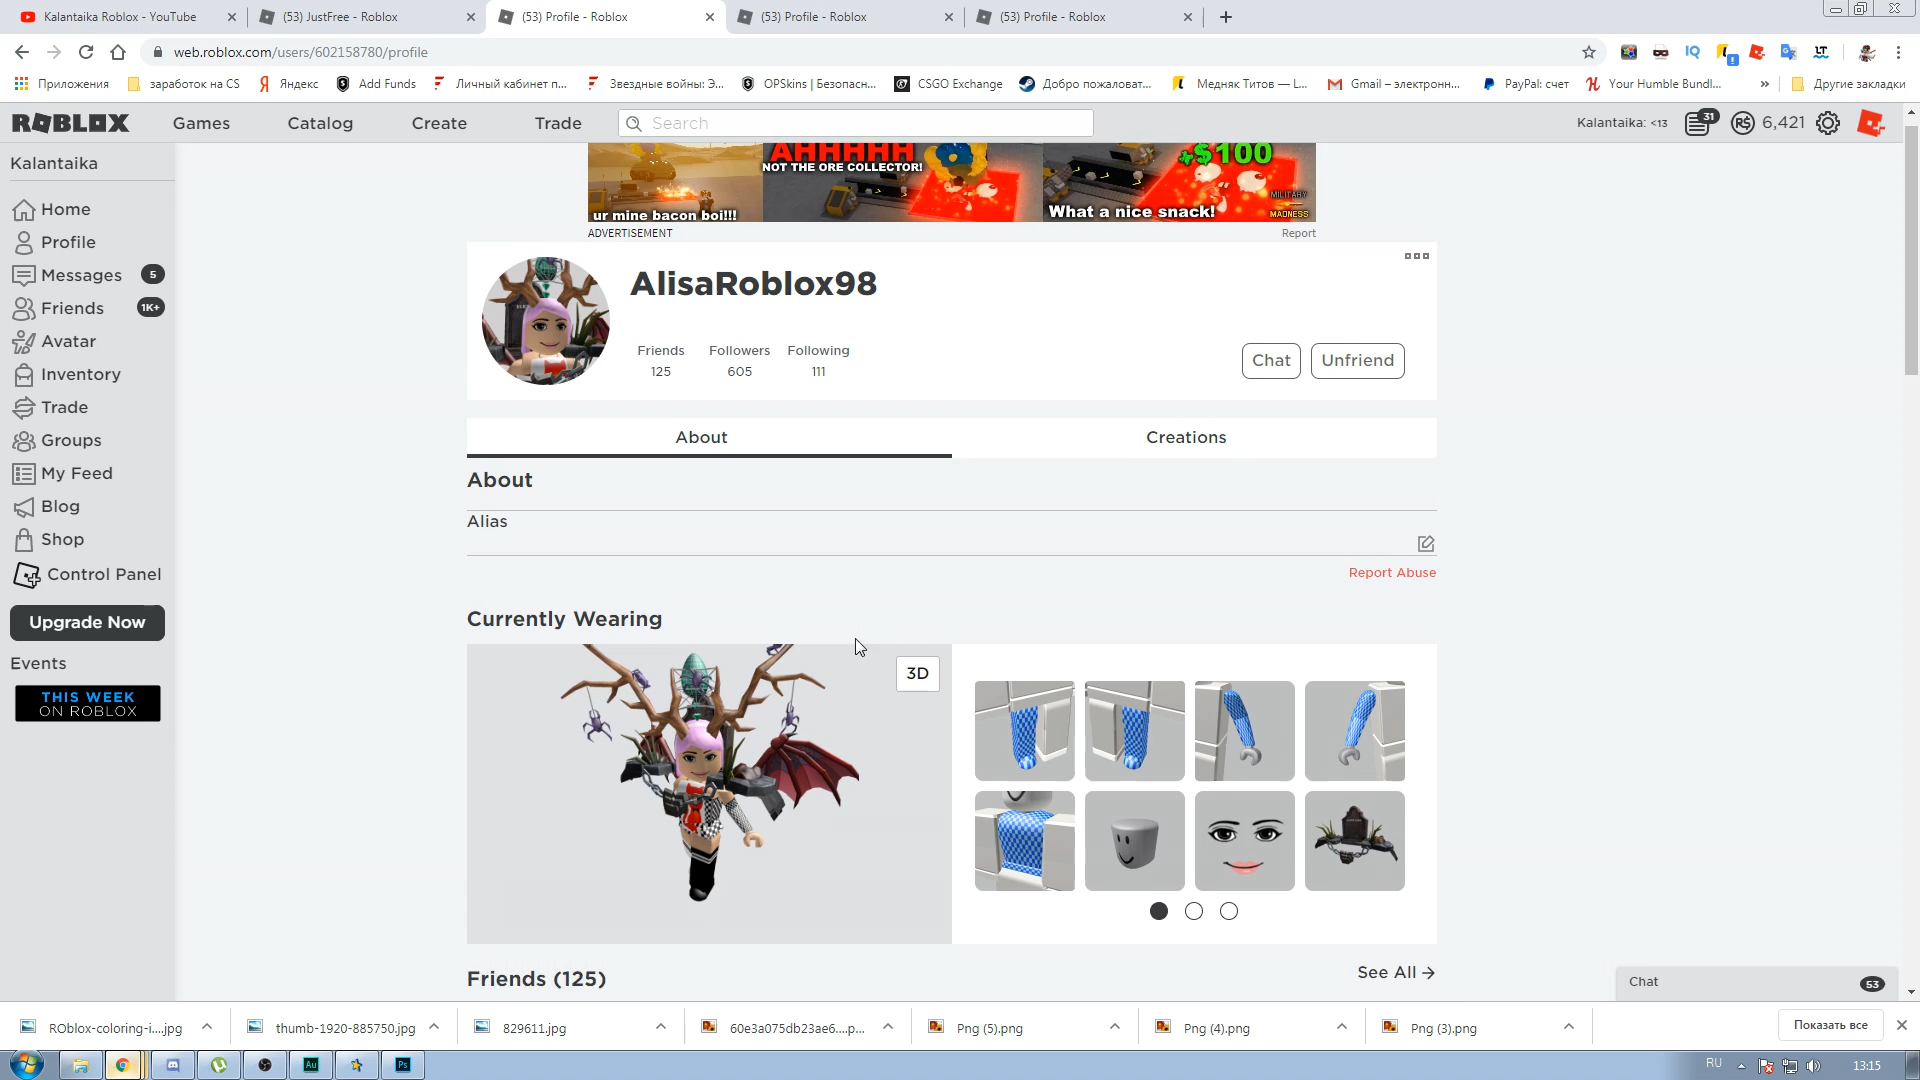 Kalantaika Roblox - YouTube
(53) JustFree - Roblox
(53) Profile - Roblox
(53) Profile - Roblox
(53) Profile - Roblox
web.roblox.com/users/602158780/profile
Приложения
заработок на CS
Яндекс
Add Funds
Личный кабинет п...
Звездные войны: Э...
OPSkins | Безопасн...
CSGO Exchange
Добро пожаловат...
Медняк Титов — L...
Gmail – электронн...
PayPal: счет
Your Humble Bundl...
»
Другие закладки
ROBLOX
Games
Catalog
Create
Trade
Search
Kalantaika: <13
31
6,421
Kalantaika
Home
Profile
Messages
5
Friends
1K+
Avatar
Inventory
Trade
Groups
My Feed
Blog
Shop
Control Panel
Upgrade Now
Events
THIS WEEK
ON ROBLOX
ur mine bacon boi!!!
AHHHHH
NOT THE ORE COLLECTOR!
+$100
What a nice snack!
MILITARY
MADNESS
ADVERTISEMENT
Report
AlisaRoblox98
Friends
125
Followers
605
Following
111
Chat
Unfriend
About
Creations
About
Alias
Report Abuse
Currently Wearing
3D
Friends (125)
See All
Chat
53
ROblox-coloring-i....jpg
thumb-1920-885750.jpg
829611.jpg
60e3a075db23ae6....p...
Png (5).png
Png (4).png
Png (3).png
Показать все
Au
Ps
RU
13:15